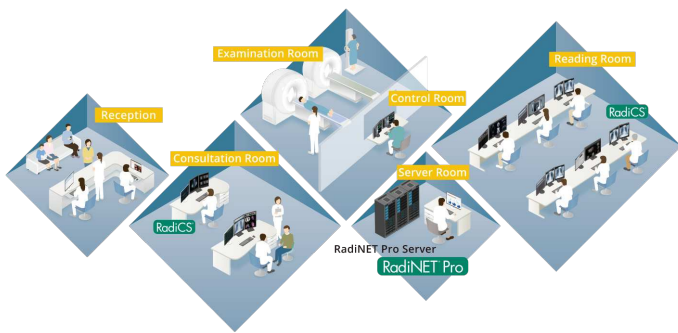 Examination Room
Reading Room
Reception
Control Room
RadiCS
Consultation Room
Server Room
RadiCS
RadiNET Pro Server
RadiNET Pro